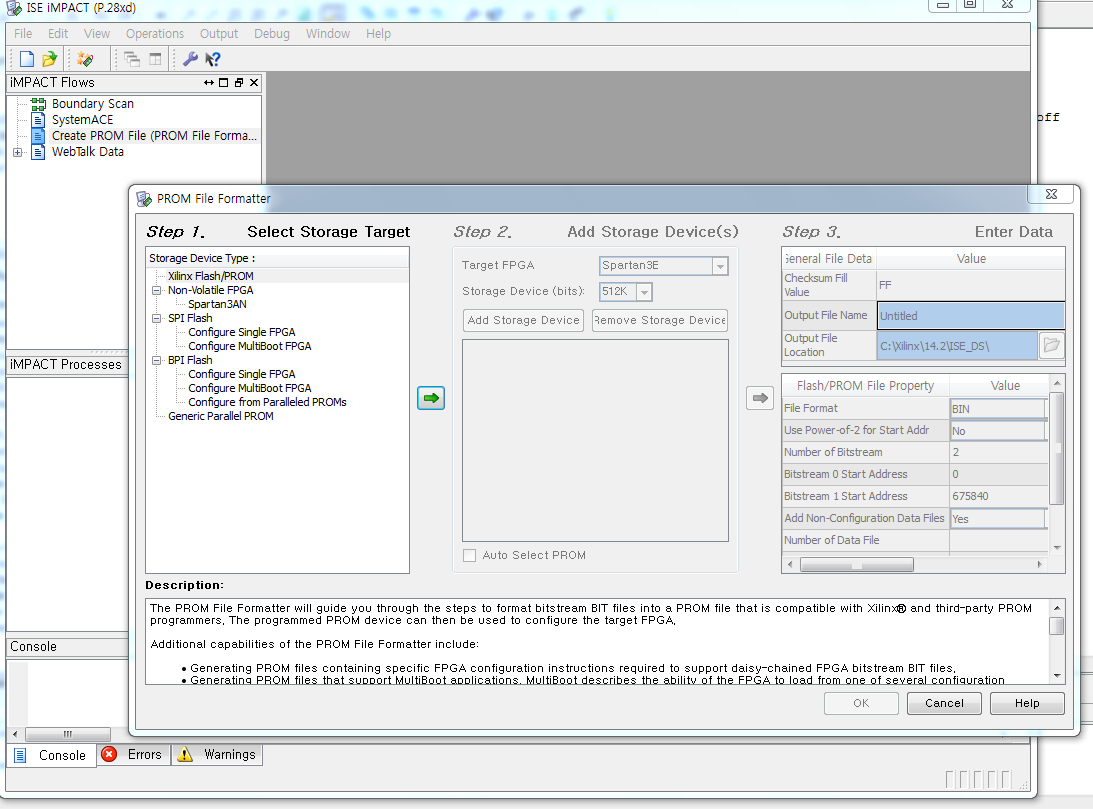 ISE iMPACT (P.28xd)
File Edit View Operations Output Debug Window Help
iMPACT Flows
Boundary Scan
SystemACE
Create PROM File (PROM File Forma...
WebTalk Data
off
PROM File Formatter
Step 1. Select Storage Target
Storage Device Type :
Xilinx Flash/PROM
Non-Volatile FPGA
Spartan3AN
SPI Flash
Configure Single FPGA
Configure MultiBoot FPGA
BPI Flash
Configure Single FPGA
Configure MultiBoot FPGA
Configure from Paralleled PROMs
Generic Parallel PROM
Step 2. Add Storage Device(s)
Target FPGA Spartan3E
Storage Device (bits): 512K
Add Storage Device Remove Storage Device
Auto Select PROM
Step 3. Enter Data
General File Detail Value
Checksum Fill Value FF
Output File Name Untitled
Output File Location C:\Xilinx\14.2\ISE_DS\
Flash/PROM File Property Value
File Format BIN
Use Power-of-2 for Start Addr No
Number of Bitstream 2
Bitstream 0 Start Address 0
Bitstream 1 Start Address 675840
Add Non-Configuration Data Files Yes
Number of Data File
Description:
The PROM File Formatter will guide you through the steps to format bitstream BIT files into a PROM file that is compatible with Xilinx® and third-party PROM
programmers. The programmed PROM device can then be used to configure the target FPGA.
Additional capabilities of the PROM File Formatter include:
• Generating PROM files containing specific FPGA configuration instructions required to support daisy-chained FPGA bitstream BIT files.
• Generating PROM files that support MultiBoot applications. MultiBoot describes the ability of the FPGA to load from one of several configuration
OK Cancel Help
iMPACT Processes
Console
Console Errors Warnings